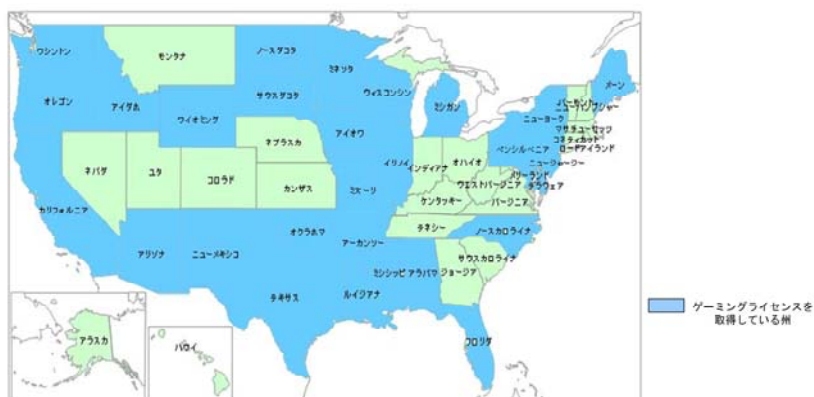 ワシントン
モンタナ
ノースダコタ
ミネソタ
メーン
オレゴン
アイダホ
サウスダコタ
ウィスコンシン
ミシガン
バーモント
ニューハンプシャー
ワイオミング
ニューヨーク
マサチューセッツ
アイオワ
コネティカット
ネブラスカ
ペンシルベニア
ロードアイランド
ネバダ
ユタ
コロラド
カンザス
イリノイ
インディアナ
オハイオ
ニュージャージー
メリーランド
デラウェア
ウエストバージニア
ミズーリ
ケンタッキー
バージニア
カリフォルニア
テネシー
ノースカロライナ
オクラホマ
アーカンソー
アリゾナ
ニューメキシコ
サウスカロライナ
ミシシッピ
アラバマ
ジョージア
テキサス
ルイジアナ
フロリダ
アラスカ
ハワイ
ゲーミングライセンスを
取得している州